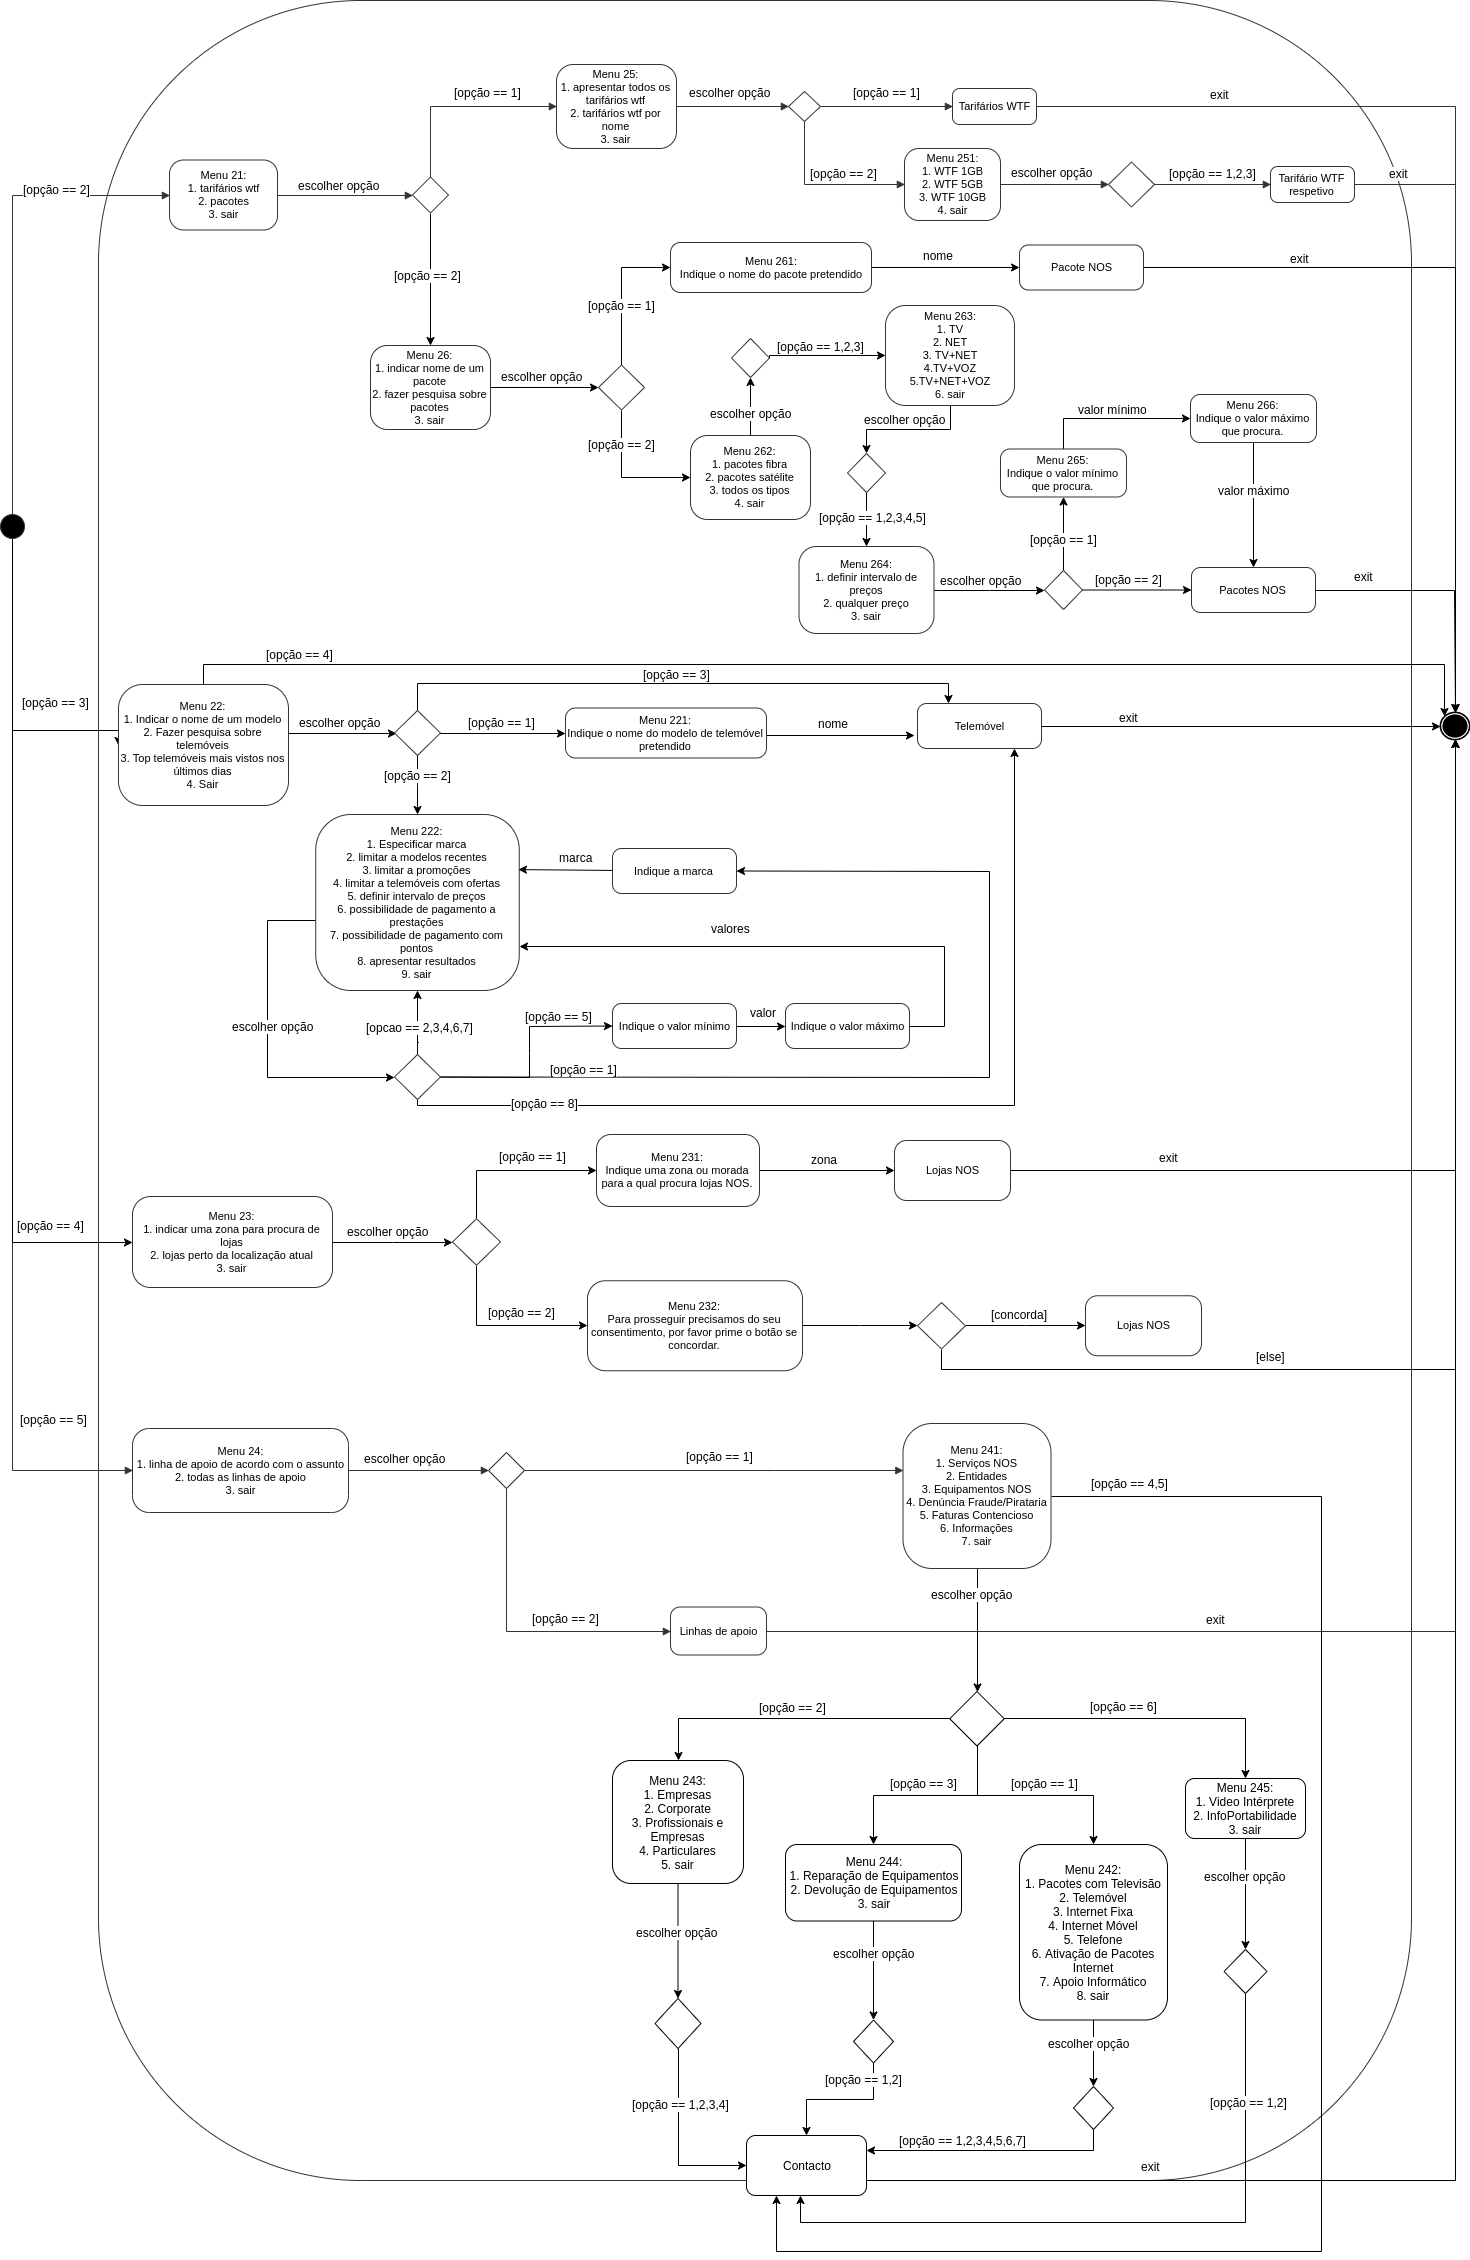 [opção == 1]
Menu 25:
1. apresentar todos os
tarifários wtf
2. tarifários wtf por
nome
3. sair
escolher opção
[opção == 1]
Tarifários WTF
exit
[opção == 2]
Menu 21:
1. tarifários wtf
2. pacotes
3. sair
escolher opção
[opção == 2]
Menu 251:
1. WTF 1GB
2. WTF 5GB
3. WTF 10GB
4. sair
escolher opção
[opção == 1,2,3]
Tarifário WTF
respetivo
exit
[opção == 2]
Menu 261:
Indique o nome do pacote pretendido
nome
Pacote NOS
exit
[opção == 1]
Menu 26:
1. indicar nome de um
pacote
2. fazer pesquisa sobre
pacotes
3. sair
escolher opção
[opção == 2]
[opção == 1,2,3]
Menu 263:
1. TV
2. NET
3. TV+NET
4.TV+VOZ
5.TV+NET+VOZ
6. sair
escolher opção
Menu 262:
1. pacotes fibra
2. pacotes satélite
3. todos os tipos
4. sair
escolher opção
[opção == 1,2,3,4,5]
valor mínimo
Menu 266:
Indique o valor máximo
que procura.
Menu 265:
Indique o valor mínimo
que procura.
valor máximo
[opção == 1]
Menu 264:
1. definir intervalo de
preços
2. qualquer preço
3. sair
escolher opção
[opção == 2]
Pacotes NOS
exit
[opção == 4]
[opção == 3]
[opção == 3]
Menu 22:
1. Indicar o nome de um modelo
2. Fazer pesquisa sobre
telemóveis
3. Top telemóveis mais vistos nos
últimos dias
4. Sair
escolher opção
[opção == 1]
Menu 221:
Indique o nome do modelo de telemóvel
pretendido
nome
Telemóvel
exit
[opção == 2]
Menu 222:
1. Especificar marca
2. limitar a modelos recentes
3. limitar a promoções
4. limitar a telemóveis com ofertas
5. definir intervalo de preços
6. possibilidade de pagamento a
prestações
7. possibilidade de pagamento com
pontos
8. apresentar resultados
9. sair
marca
Indique a marca
valores
escolher opção
[opcao == 2,3,4,6,7]
[opção == 5]
Indique o valor mínimo
valor
Indique o valor máximo
[opção == 1]
[opção == 8]
[opção == 1]
Menu 231:
Indique uma zona ou morada
para a qual procura lojas NOS.
zona
Lojas NOS
exit
[opção == 4]
Menu 23:
1. indicar uma zona para procura de
lojas
2. lojas perto da localização atual
3. sair
escolher opção
[opção == 2]
Menu 232:
Para prosseguir precisamos do seu
consentimento, por favor prime o botão se
concordar.
[concorda]
Lojas NOS
[else]
[opção == 5]
Menu 24:
1. linha de apoio de acordo com o assunto
2. todas as linhas de apoio
3. sair
escolher opção
[opção == 1]
Menu 241:
1. Serviços NOS
2. Entidades
3. Equipamentos NOS
4. Denúncia Fraude/Pirataria
5. Faturas Contencioso
6. Informações
7. sair
[opção == 4,5]
escolher opção
[opção == 2]
Linhas de apoio
exit
[opção == 2]
[opção == 6]
[opção == 3]
[opção == 1]
Menu 243:
1. Empresas
2. Corporate
3. Profissionais e
Empresas
4. Particulares
5. sair
Menu 245:
1. Video Intérprete
2. InfoPortabilidade
3. sair
Menu 244:
1. Reparação de Equipamentos
2. Devolução de Equipamentos
3. sair
Menu 242:
1. Pacotes com Televisão
2. Telemóvel
3. Internet Fixa
4. Internet Móvel
5. Telefone
6. Ativação de Pacotes
Internet
7. Apoio Informático
8. sair
escolher opção
escolher opção
escolher opção
escolher opção
[opção == 1,2]
[opção == 1,2,3,4]
[opção == 1,2]
[opção == 1,2,3,4,5,6,7]
Contacto
exit